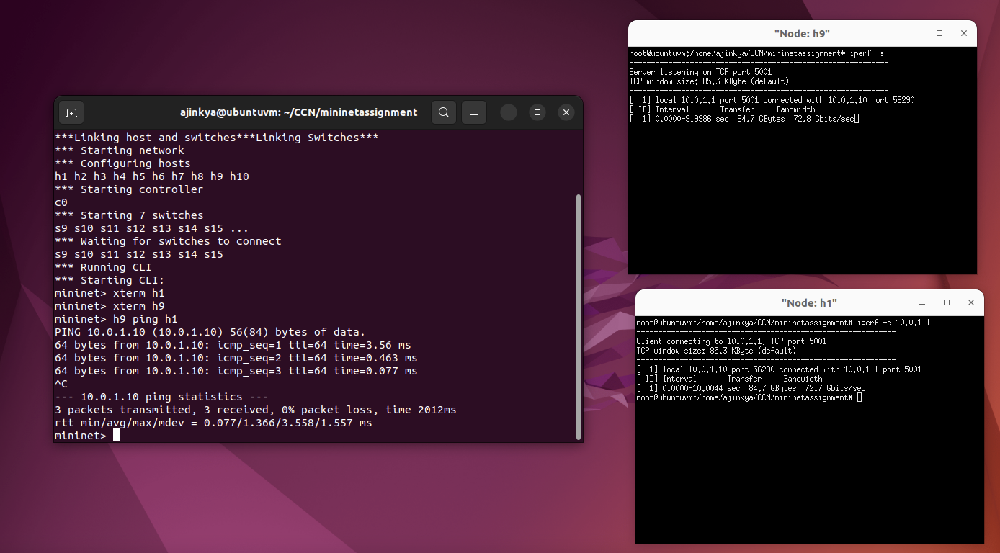 ajinkya@ubuntuvm: ~/CCN/mininetassignment
***Linking host and switches***Linking Switches***
*** Starting network
*** Configuring hosts
h1 h2 h3 h4 h5 h6 h7 h8 h9 h10
*** Starting controller
c0
*** Starting 7 switches
s9 s10 s11 s12 s13 s14 s15 ...
*** Waiting for switches to connect
s9 s10 s11 s12 s13 s14 s15
*** Running CLI
*** Starting CLI:
mininet> xterm h1
mininet> xterm h9
mininet> h9 ping h1
PING 10.0.1.10 (10.0.1.10) 56(84) bytes of data.
64 bytes from 10.0.1.10: icmp_seq=1 ttl=64 time=3.56 ms
64 bytes from 10.0.1.10: icmp_seq=2 ttl=64 time=0.463 ms
64 bytes from 10.0.1.10: icmp_seq=3 ttl=64 time=0.077 ms
^C
--- 10.0.1.10 ping statistics ---
3 packets transmitted, 3 received, 0% packet loss, time 2012ms
rtt min/avg/max/mdev = 0.077/1.366/3.558/1.557 ms
mininet>
"Node: h9"
root@ubuntuvm:/home/ajinkya/CCN/mininetassignment# iperf -s
------------------------------------------------------------
Server listening on TCP port 5001
TCP window size: 85.3 KByte (default)
------------------------------------------------------------
[  1] local 10.0.1.1 port 5001 connected with 10.0.1.10 port 56290
[ ID] Interval       Transfer     Bandwidth
[  1] 0.0000-9.9986 sec  84.7 GBytes  72.8 Gbits/sec
"Node: h1"
root@ubuntuvm:/home/ajinkya/CCN/mininetassignment# iperf -c 10.0.1.1
------------------------------------------------------------
Client connecting to 10.0.1.1, TCP port 5001
TCP window size: 85.3 KByte (default)
------------------------------------------------------------
[  1] local 10.0.1.10 port 56290 connected with 10.0.1.1 port 5001
[ ID] Interval       Transfer     Bandwidth
[  1] 0.0000-10.0044 sec  84.7 GBytes  72.7 Gbits/sec
root@ubuntuvm:/home/ajinkya/CCN/mininetassignment#